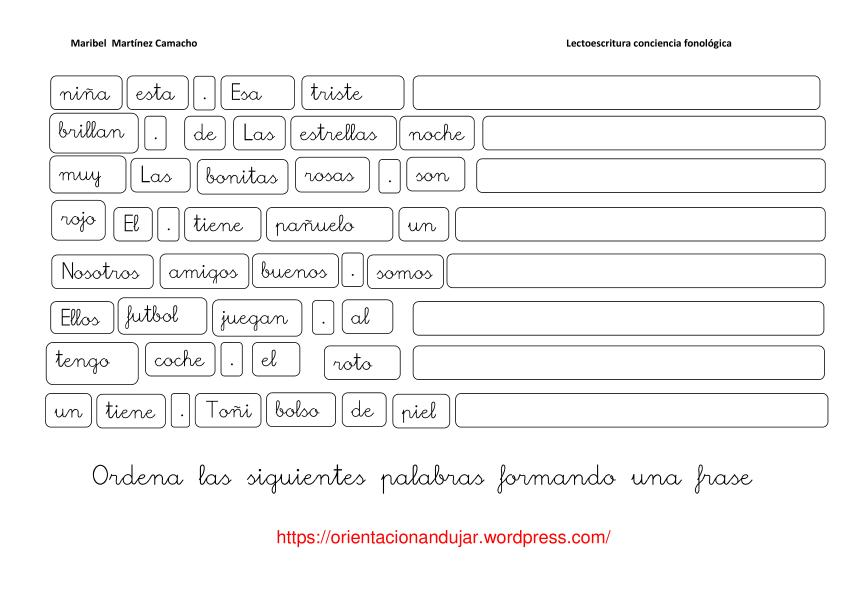 Maribel Martínez Camacho Lectoescritura conciencia fonológica
niña esta . Esa triste
brillan . de Las estrellas noche
muy Las bonitas rosas . son
rojo El . tiene pañuelo un
Nosotros amigos buenos . somos
Ellos futbol juegan . al
tengo coche . el roto
un tiene . Toñi bolso de piel
Ordena las siguientes palabras formando una frase
https://orientacionandujar.wordpress.com/